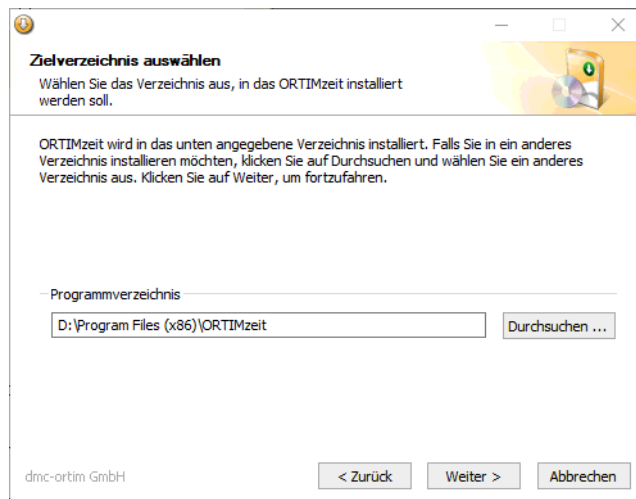 Zielverzeichnis auswählen
Wählen Sie das Verzeichnis aus, in das ORTIMzeit installiert
werden soll.
ORTIMzeit wird in das unten angegebene Verzeichnis installiert. Falls Sie in ein anderes
Verzeichnis installieren möchten, klicken Sie auf Durchsuchen und wählen Sie ein anderes
Verzeichnis aus. Klicken Sie auf Weiter, um fortzufahren.
Programmverzeichnis
D:\Program Files (x86)\ORTIMzeit
Durchsuchen ...
dmc-ortim GmbH
< Zurück
Weiter >
Abbrechen